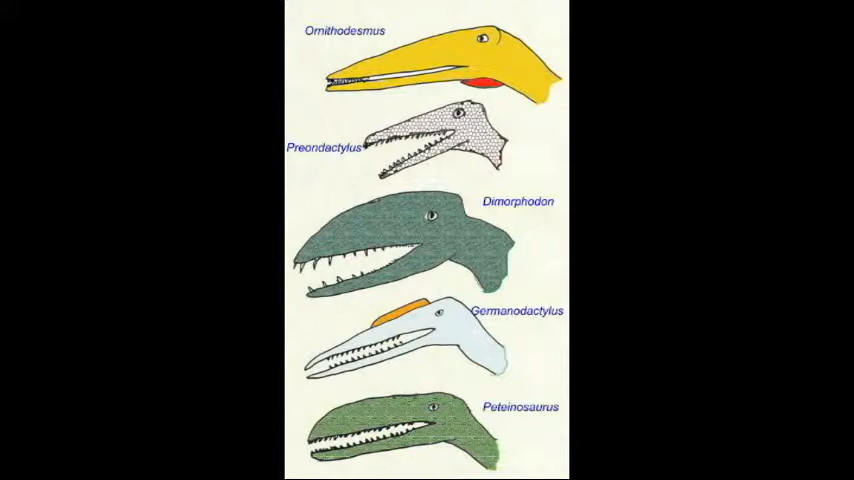 Ornithodesmus
Preondactylus
Dimorphodon
Germanodactylus
Peteinosaurus